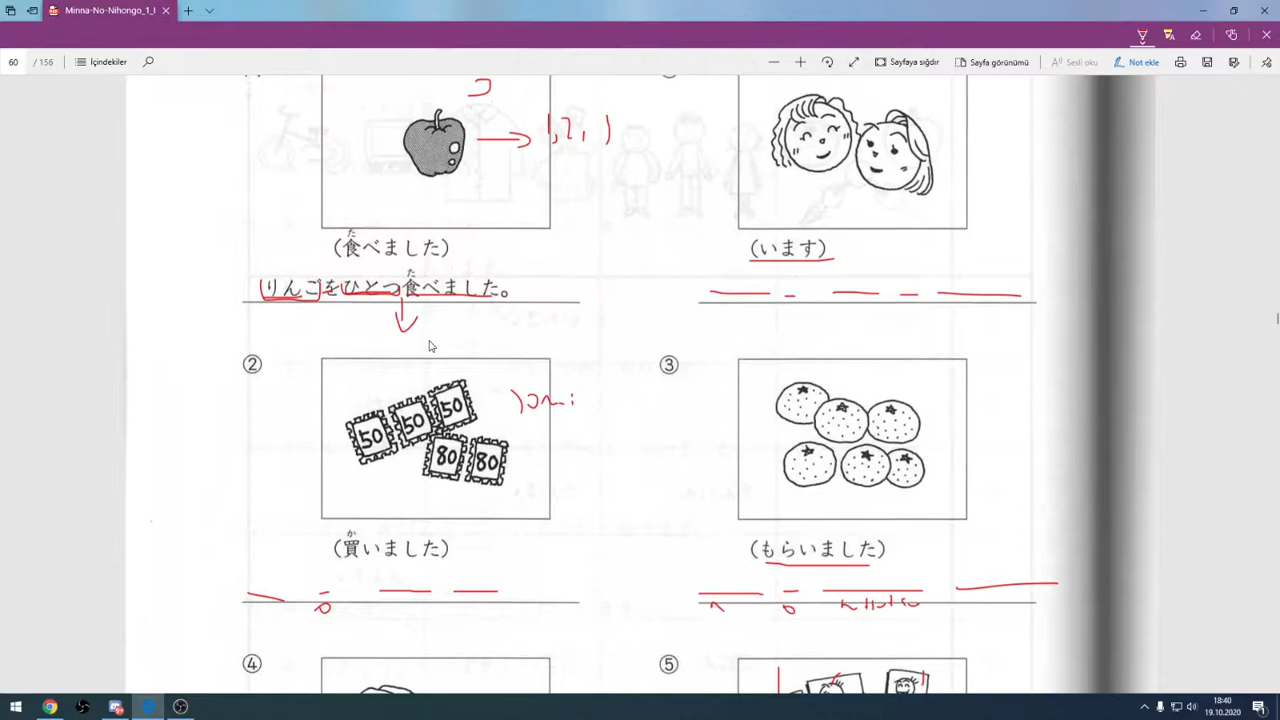 Minna-No-Nihongo_1_I
60 / 156
İçindekiler
Sayfaya sığdır
Sayfa görünümü
Sesli oku
Not ekle
(食べました)
た
(います)
りんごをひとつ食べました。
た
②
50 50 50 80 80
(買いました)
か
③
(もらいました)
④
⑤
18:40
19.10.2020